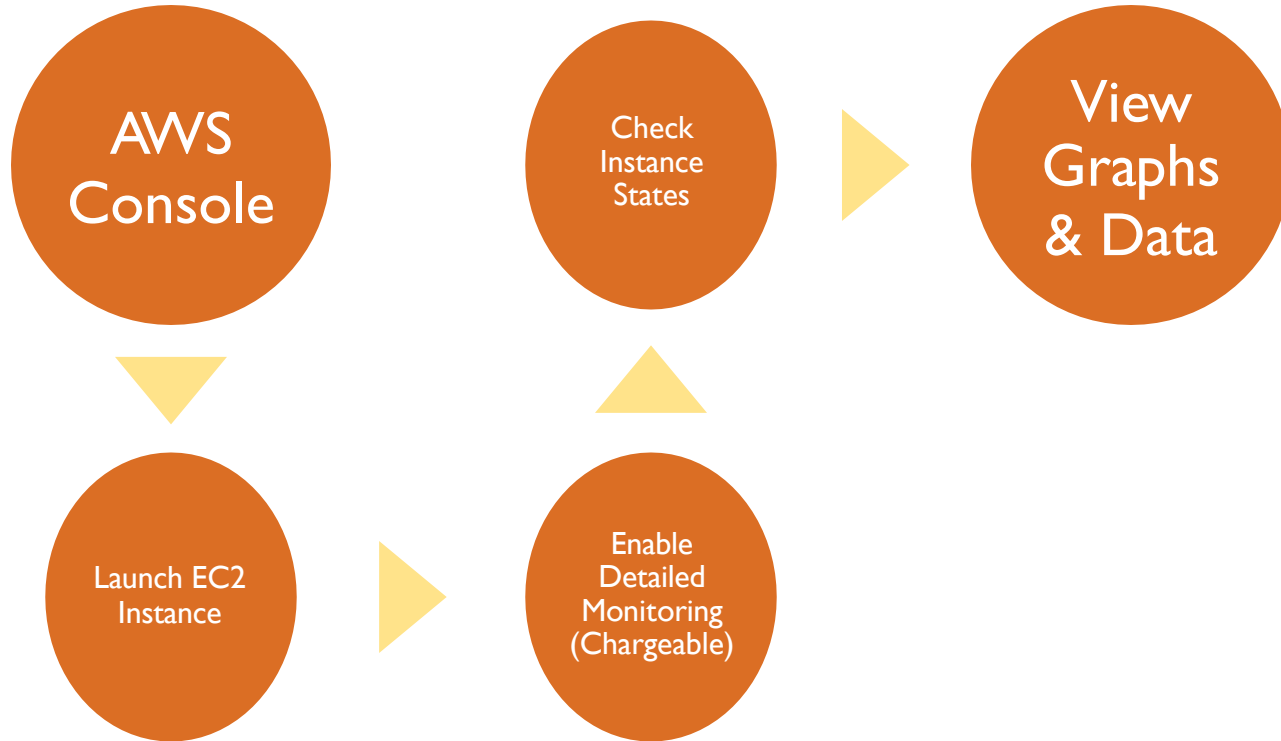 AWS
Console
Launch EC2
Instance
Enable
Detailed
Monitoring
(Chargeable)
Check
Instance
States
View
Graphs
& Data